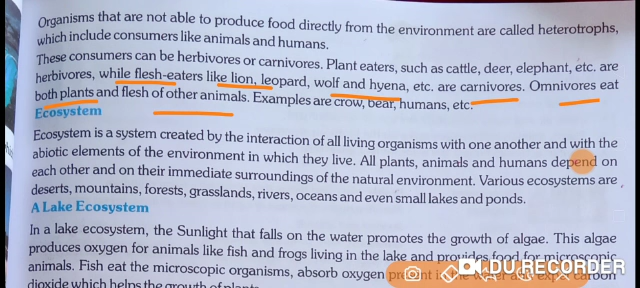 Organisms that are not able to produce food directly from the environment are called heterotrophs,
which include consumers like animals and humans.
These consumers can be herbivores or carnivores. Plant eaters, such as cattle, deer, elephant, etc. are
herbivores, while flesh-eaters like lion, leopard, wolf and hyena, etc. are carnivores. Omnivores eat
both plants and flesh of other animals. Examples are crow, bear, humans, etc.
Ecosystem
Ecosystem is a system created by the interaction of all living organisms with one another and with the
abiotic elements of the environment in which they live. All plants, animals and humans depend on
each other and on their immediate surroundings of the natural environment. Various ecosystems are
deserts, mountains, forests, grasslands, rivers, oceans and even small lakes and ponds.
A Lake Ecosystem
In a lake ecosystem, the Sunlight that falls on the water promotes the growth of algae. This algae
produces oxygen for animals like fish and frogs living in the lake and provides food for microscopic
animals. Fish eat the microscopic organisms, absorb oxygen
DU RECORDER
dioxide which helps the growth of